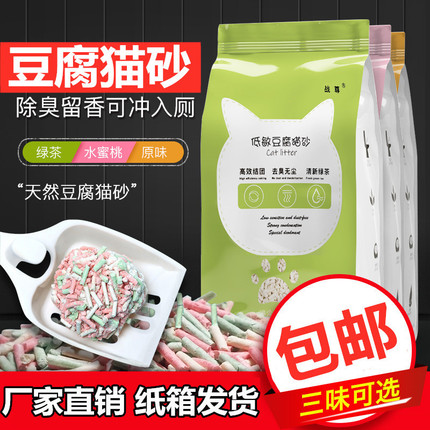 豆腐猫砂
除臭留香可冲入厕
绿茶 水蜜桃 原味
“天然豆腐猫砂”
低敏豆腐猫砂
Cat litter
高效结团 去臭无尘 清新绿茶
Low-sensitive and dust-free
Strong condensation
Special deodorant
包邮
三味可选
厂家直销 纸箱发货